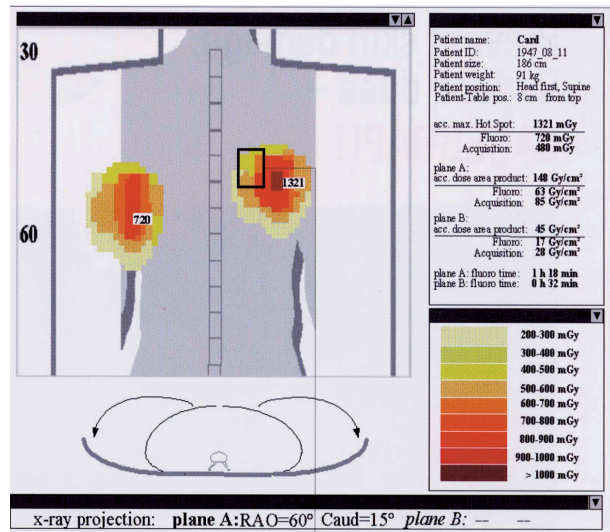 30
60
720
1321
Patient name: Card
Patient ID: 1947_08_11
Patient size: 186 cm
Patient weight: 91 kg
Patient position: Head first, Supine
Patient-Table pos.: 8 cm from top
acc. max. Hot Spot: 1321 mGy
Fluoro: 720 mGy
Acquisition: 480 mGy
plane A:
acc. dose area product: 148 Gy/cm²
Fluoro: 63 Gy/cm²
Acquisition: 85 Gy/cm²
plane B:
acc. dose area product: 45 Gy/cm²
Fluoro: 17 Gy/cm²
Acquisition: 28 Gy/cm²
plane A: fluoro time: 1 h 18 min
plane B: fluoro time: 0 h 32 min
200-300 mGy
300-400 mGy
400-500 mGy
500-600 mGy
600-700 mGy
700-800 mGy
800-900 mGy
900-1000 mGy
> 1000 mGy
x-ray projection: plane A:RAO=60° Caud=15° plane B: -- --